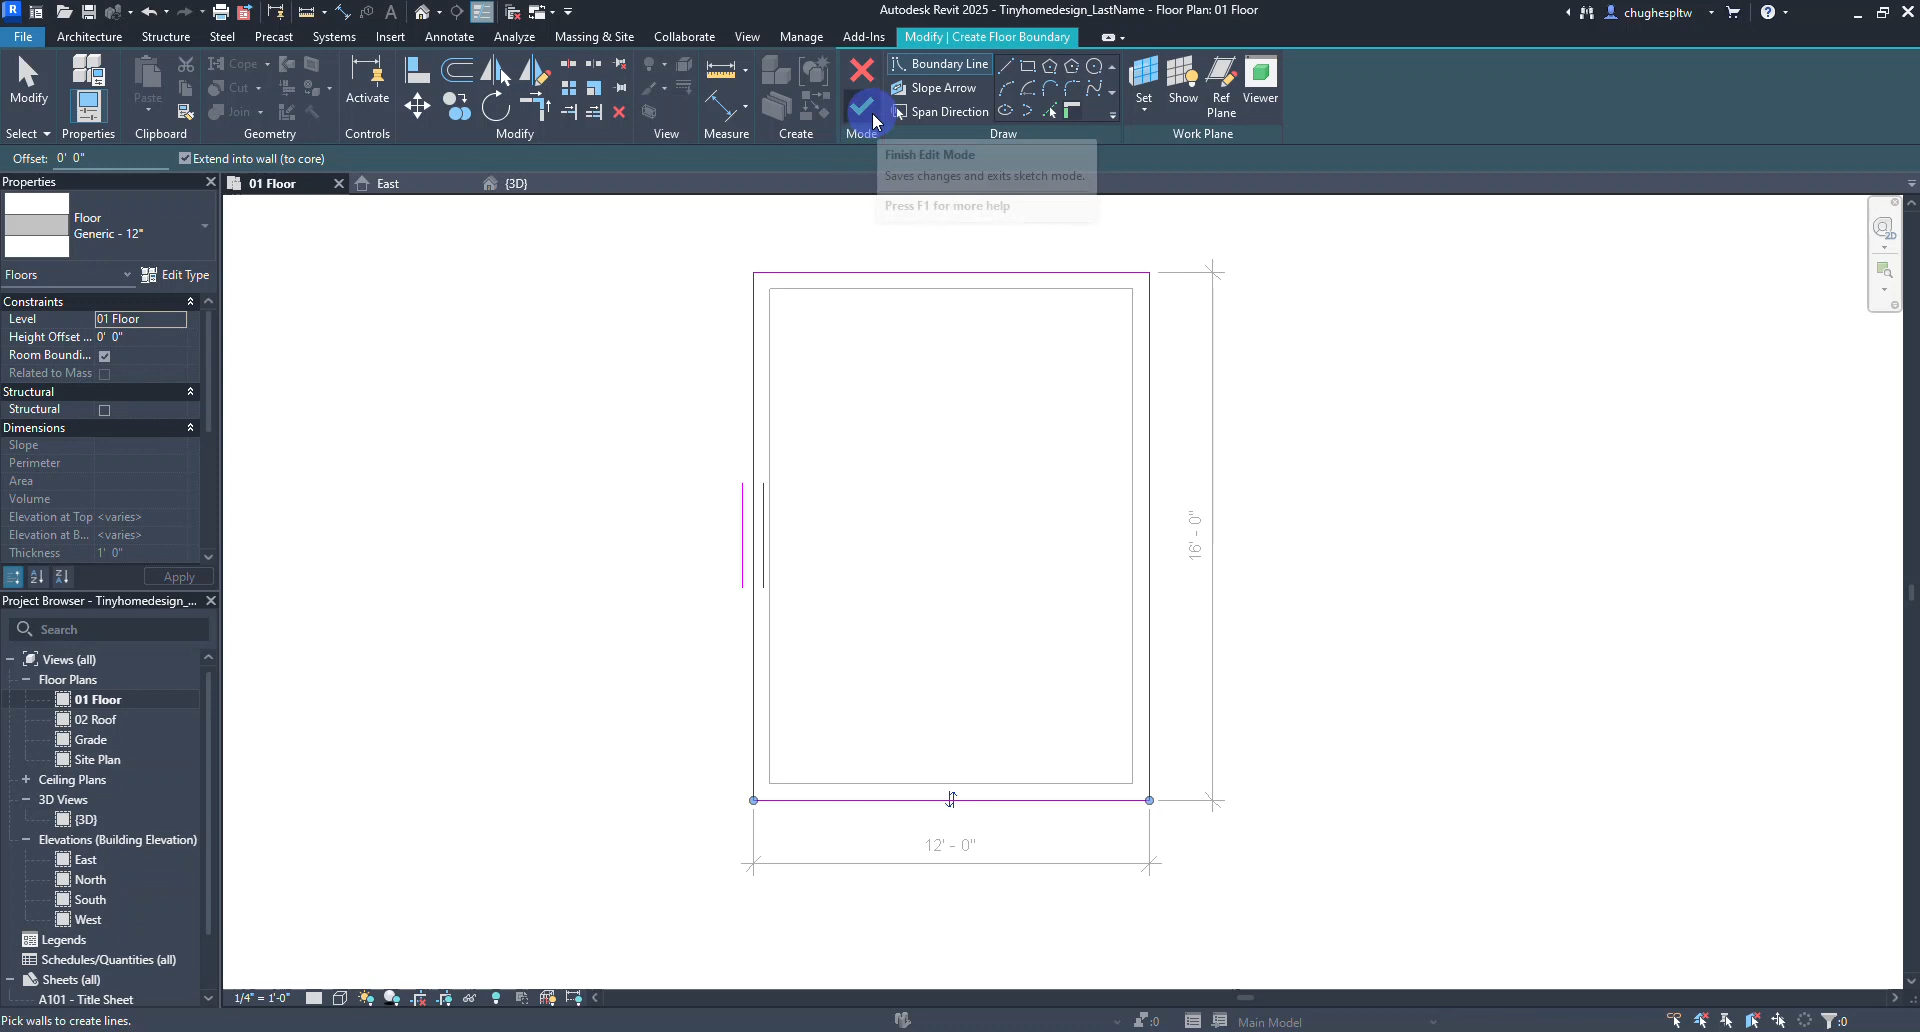 Autodesk Revit 2025 - Tinyhomedesign_LastName - Floor Plan: 01 Floor
chughespltw
File Architecture Structure Steel Precast Systems Insert Annotate Analyze Massing & Site Collaborate View Manage Add-Ins Modify | Create Floor Boundary
Modify
Paste
Cope
Cut
Join
Activate
Boundary Line
Slope Arrow
Span Direction
Set
Show
Ref
Plane
Viewer
Select Properties Clipboard Geometry Controls Modify View Measure Create Mode Draw Work Plane
Offset: 0' 0" Extend into wall (to core)
Finish Edit Mode
Saves changes and exits sketch mode.
Press F1 for more help
Properties
01 Floor East {3D}
Floor
Generic - 12"
Floors Edit Type
Constraints
Level 01 Floor
Height Offset ... 0' 0"
Room Boundi...
Related to Mass
Structural
Structural
Dimensions
Slope
Perimeter
Area
Volume
Elevation at Top <varies>
Elevation at B... <varies>
Thickness 1' 0"
Apply
16' - 0"
12' - 0"
Project Browser - Tinyhomedesign_...
Search
Views (all)
Floor Plans
01 Floor
02 Roof
Grade
Site Plan
Ceiling Plans
3D Views
{3D}
Elevations (Building Elevation)
East
North
South
West
Legends
Schedules/Quantities (all)
Sheets (all)
A101 - Title Sheet
1/4" = 1'-0"
Pick walls to create lines.
:0
Main Model
:0